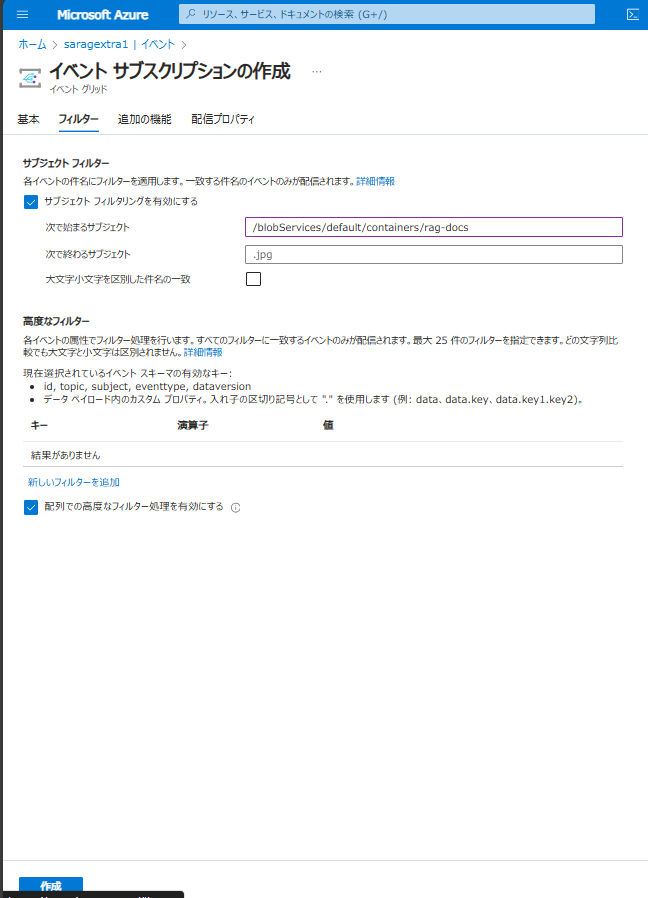 Microsoft Azure
リソース、サービス、ドキュメントの検索 (G+/)
ホーム > saragextra1 | イベント >
イベント サブスクリプションの作成 ...
イベント グリッド
基本 フィルター 追加の機能 配信プロパティ
サブジェクト フィルター
各イベントの件名にフィルターを適用します。一致する件名のイベントのみが配信されます。詳細情報
サブジェクト フィルタリングを有効にする
次で始まるサブジェクト /blobServices/default/containers/rag-docs
次で終わるサブジェクト .jpg
大文字小文字を区別した件名の一致
高度なフィルター
各イベントの属性でフィルター処理を行います。すべてのフィルターに一致するイベントのみが配信されます。最大 25 件のフィルターを指定できます。どの文字列比
較でも大文字と小文字は区別されません。詳細情報
現在選択されているイベント スキーマの有効なキー:
• id, topic, subject, eventtype, dataversion
• データ ペイロード内のカスタム プロパティ。入れ子の区切り記号として "." を使用します (例: data、data.key、data.key1.key2)。
キー 演算子 値
結果がありません
新しいフィルターを追加
配列での高度なフィルター処理を有効にする
作成